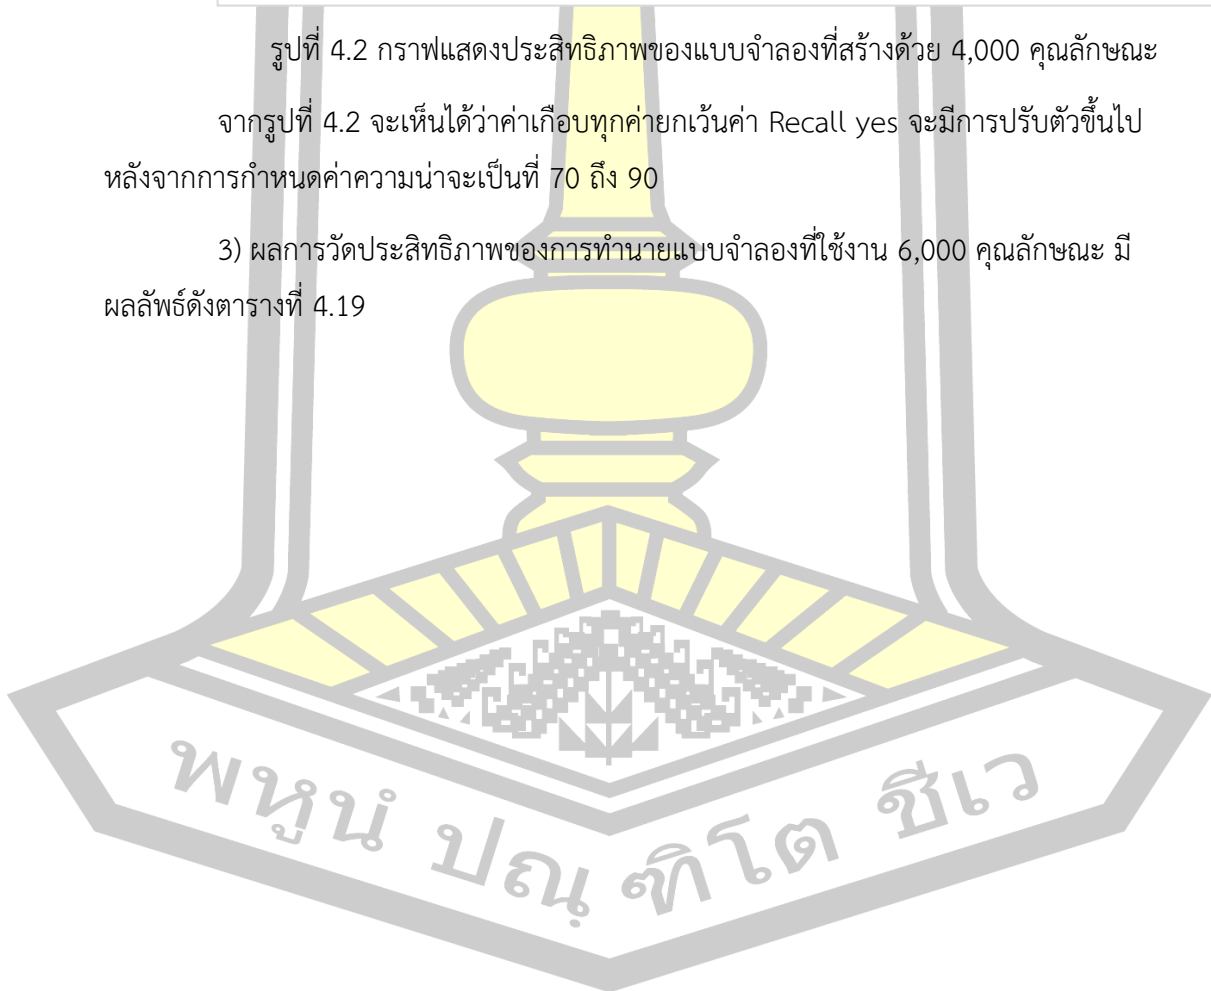 รูปที่ 4.2 กราฟแสดงประสิทธิภาพของแบบจำลองที่สร้างด้วย 4,000 คุณลักษณะ
จากรูปที่ 4.2 จะเห็นได้ว่าค่าเกือบทุกค่ายกเว้นค่า Recall yes จะมีการปรับตัวขึ้นไป
หลังจากการกำหนดค่าความน่าจะเป็นที่ 70 ถึง 90
3) ผลการวัดประสิทธิภาพของการทำนายแบบจำลองที่ใช้งาน 6,000 คุณลักษณะ มี
ผลลัพธ์ดังตารางที่ 4.19
พหูนํ ปณฺ ฑิโต ชีเว